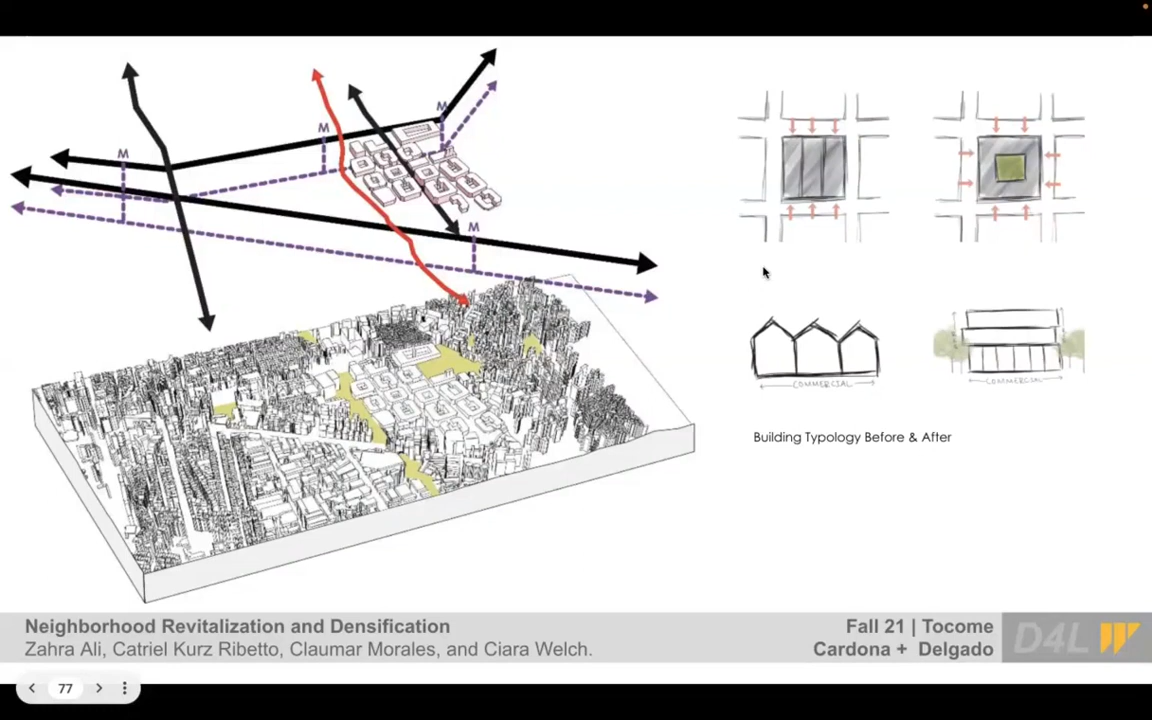 M
M
M
M
COMMERCIAL
COMMERCIAL
Building Typology Before & After
Neighborhood Revitalization and Densification
Zahra Ali, Catriel Kurz Ribetto, Claumar Morales, and Ciara Welch.
Fall 21 | Tocome
Cardona + Delgado
D4L
77